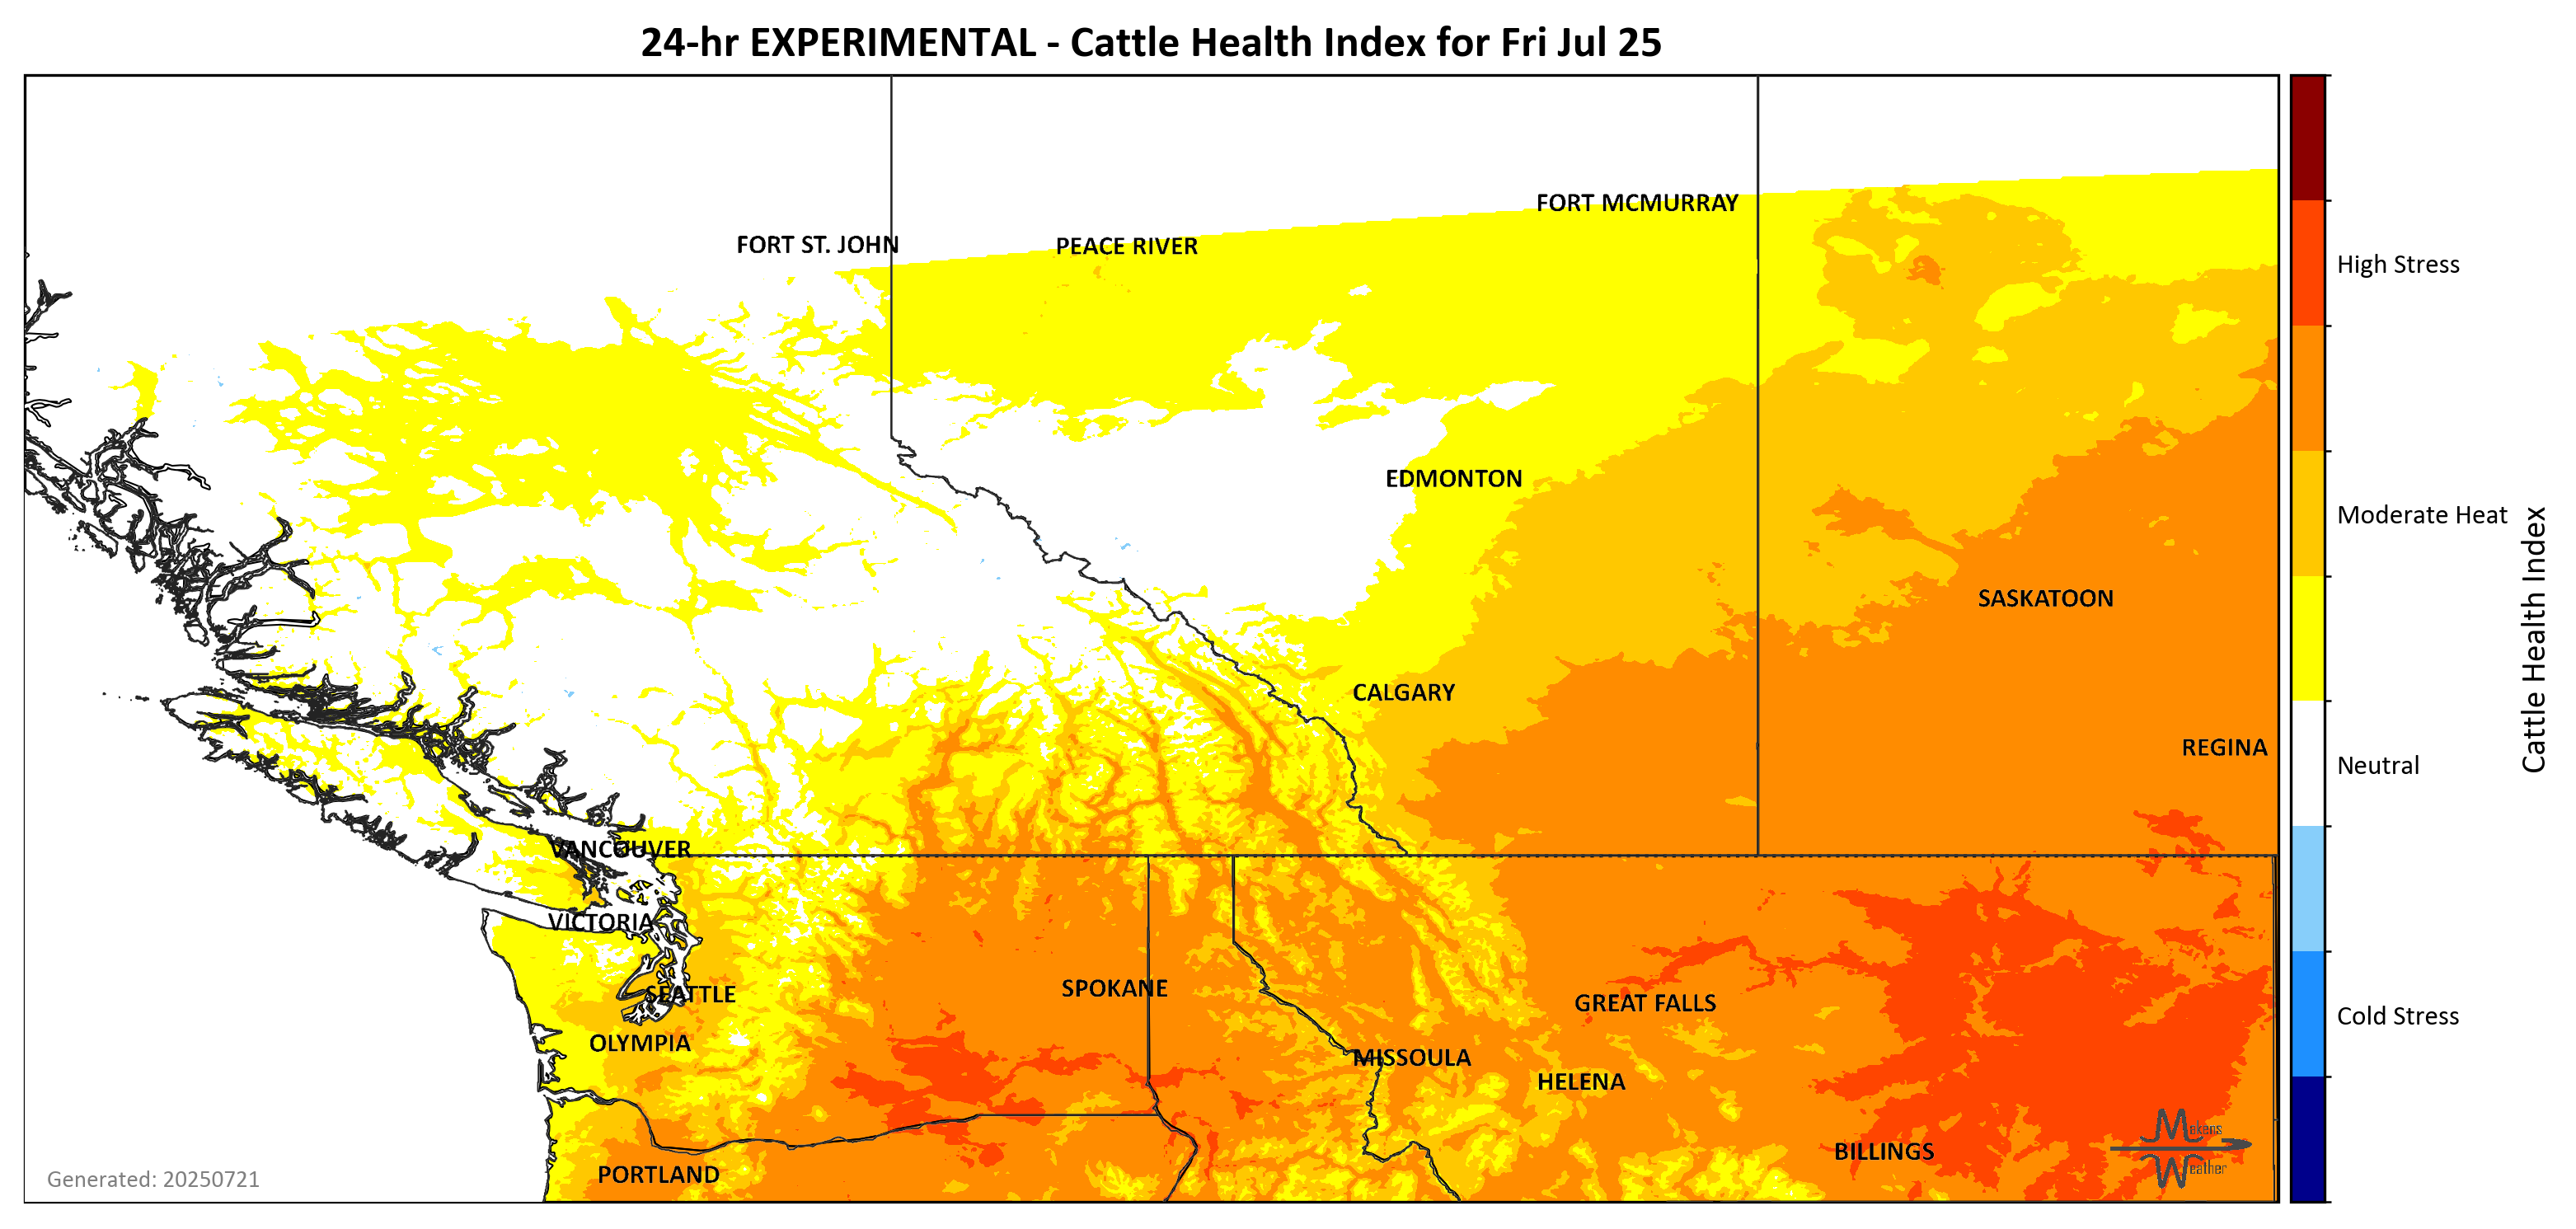 24-hr EXPERIMENTAL - Cattle Health Index for Fri Jul 25
FORT MCMURRAY
FORT ST. JOHN
PEACE RIVER
High Stress
EDMONTON
Moderate Heat
SASKATOON
CALGARY
REGINA
Neutral
Cattle Health Index
VANCOUVER
VICTORIA
SPOKANE
SEATTLE
GREAT FALLS
Cold Stress
OLYMPIA
MISSOULA
HELENA
Makens
Weather
BILLINGS
PORTLAND
Generated: 20250721